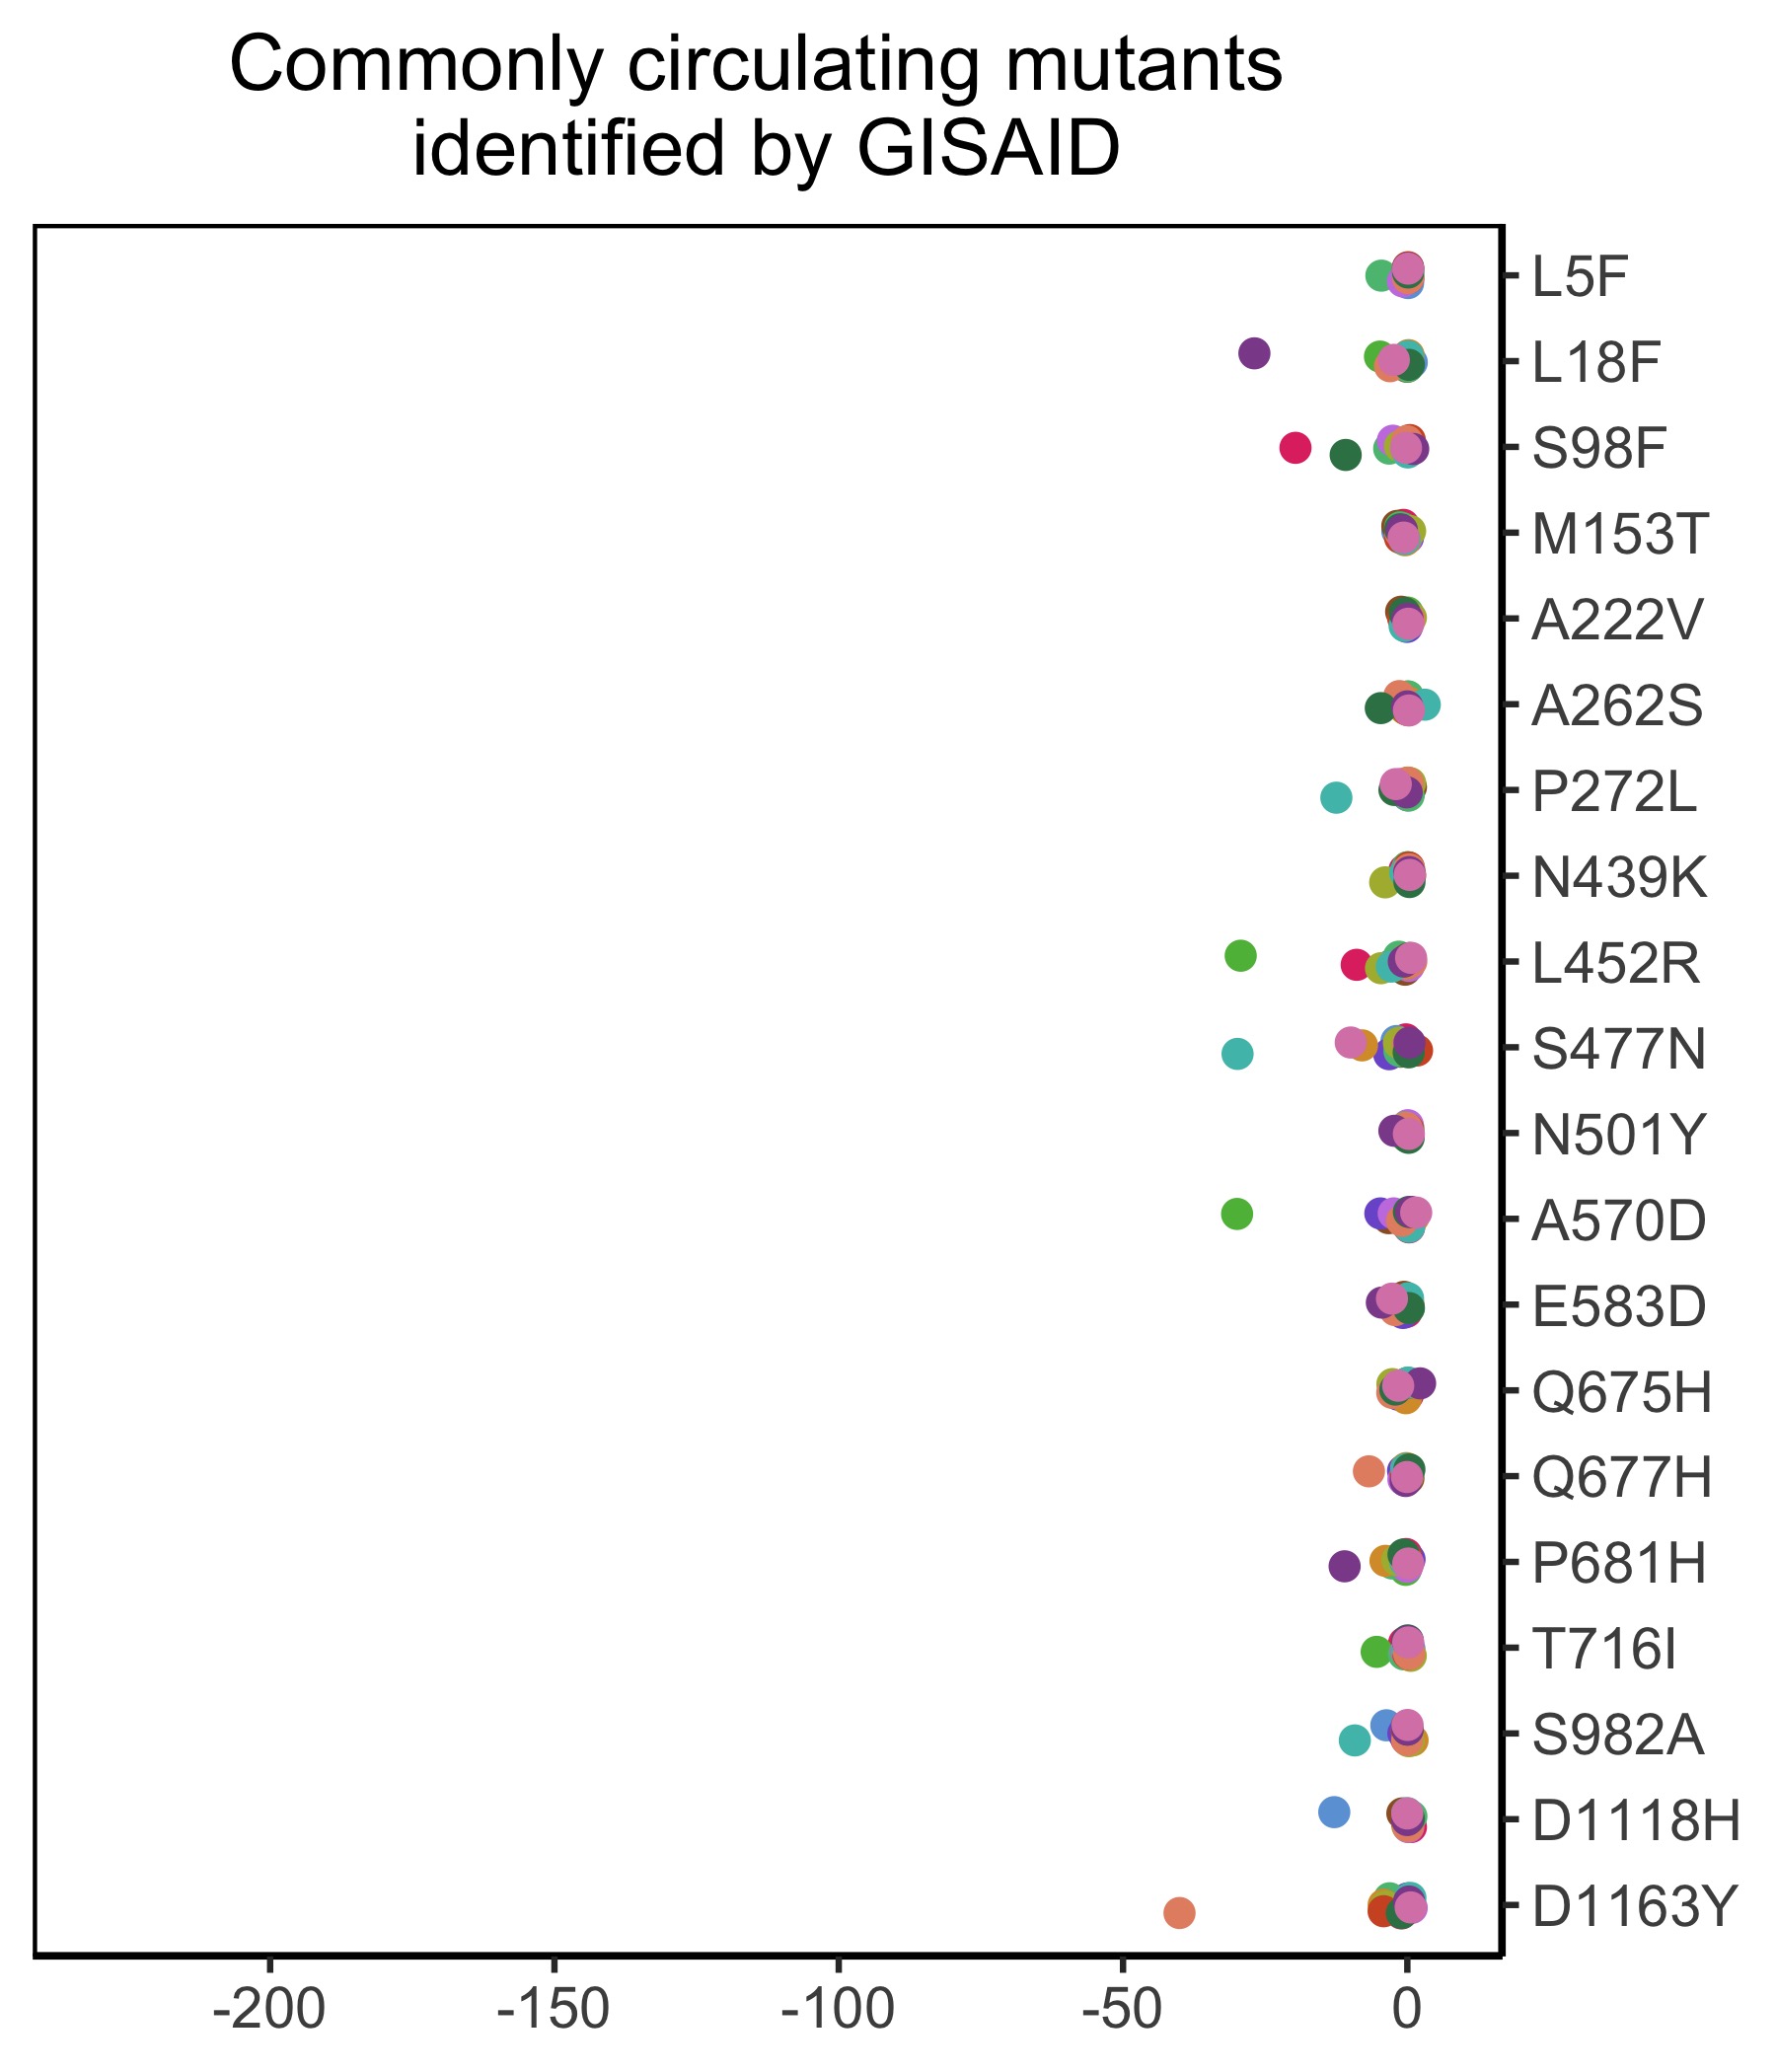 Commonly circulating mutants
identified by GISAID
L5F
L18F
S98F
M153T
A222V
A262S
P272L
N439K
L452R
S477N
N501Y
A570D
E583D
Q675H
Q677H
P681H
T716I
S982A
D1118H
D1163Y
-200 -150 -100 -50 0